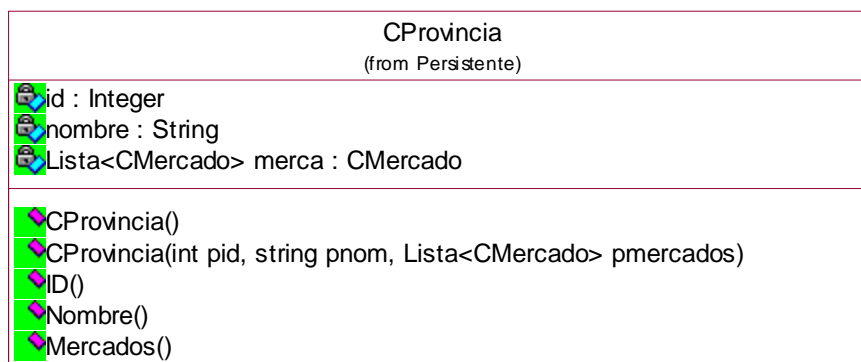 CProvincia
(from Persistente)
id : Integer
nombre : String
Lista<CMercado> merca : CMercado
CProvincia()
CProvincia(int pid, string pnom, Lista<CMercado> pmercados)
ID()
Nombre()
Mercados()